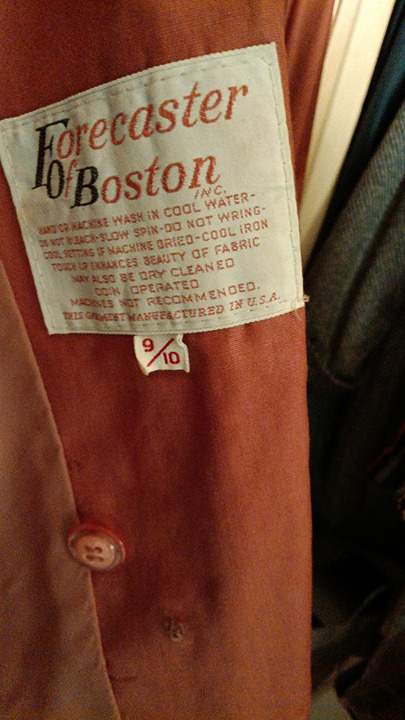 Forecaster
Of Boston
INC.
HAND OR MACHINE WASH IN COOL WATER-
DO NOT BLEACH-SLOW SPIN-DO NOT WRING-
COOL SETTING IF MACHINE DRIED-COOL IRON
TOUCH UP ENHANCES BEAUTY OF FABRIC
MAY ALSO BE DRY CLEANED
COIN OPERATED
MACHINES NOT RECOMMENDED.
THIS GARMENT MANUFACTURED IN U.S.A.
9/10